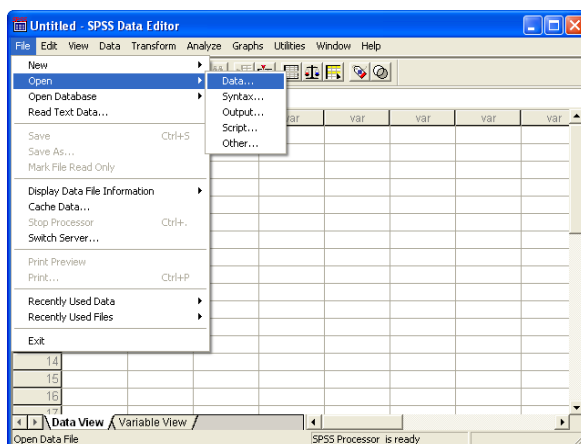 Untitled - SPSS Data Editor
File Edit View Data Transform Analyze Graphs Utilities Window Help
New
Open
Open Database
Read Text Data...
Save Ctrl+S
Save As...
Mark File Read Only
Display Data File Information
Cache Data...
Stop Processor Ctrl+.
Switch Server...
Print Preview
Print... Ctrl+P
Recently Used Data
Recently Used Files
Exit
Data...
Syntax...
Output...
Script...
Other...
var var var var var
14
15
16
17
Data View Variable View
Open Data File SPSS Processor is ready